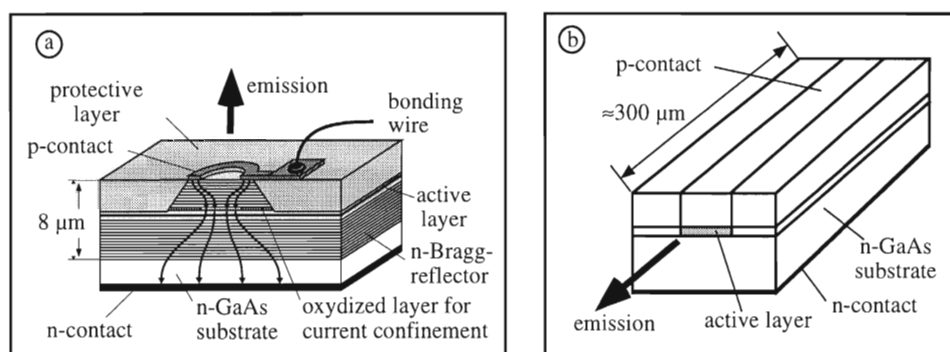 a
emission
protective
layer
bonding
wire
p-contact
8 µm
active
layer
n-Bragg-
reflector
n-contact
n-GaAs
substrate
oxydized layer for
current confinement
b
p-contact
≈300 µm
n-GaAs
substrate
n-contact
active layer
emission